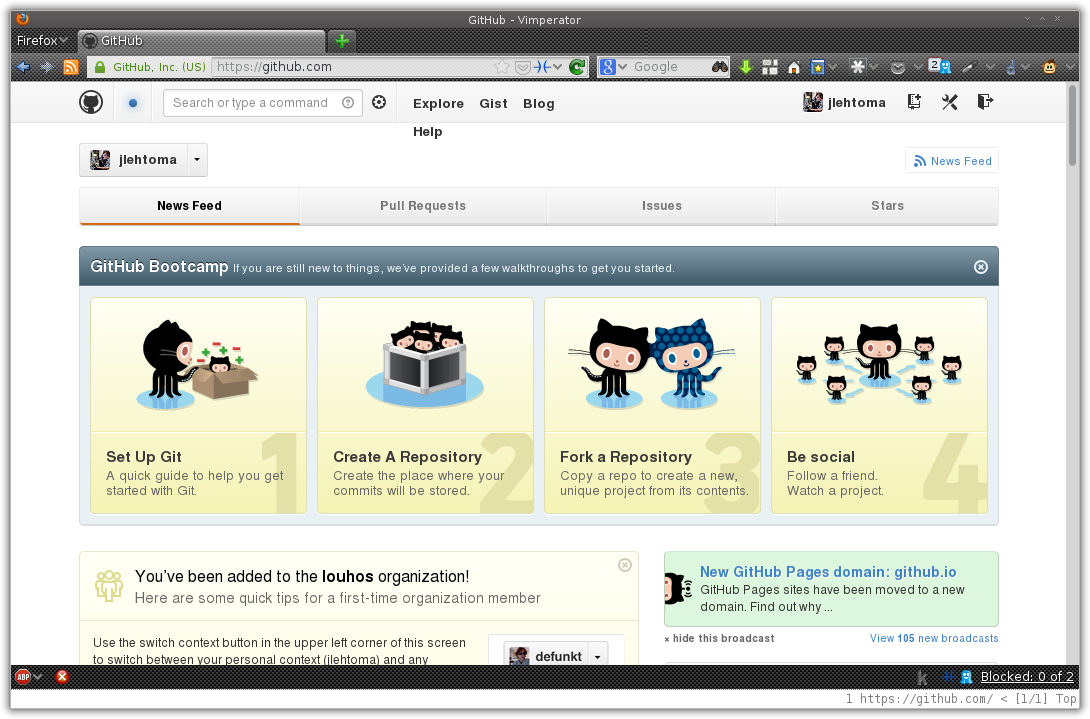 GitHub - Vimperator
Firefox
GitHub
GitHub, Inc. (US) https://github.com
Google
2
Search or type a command
Explore Gist Blog
Help
jlehtoma
jlehtoma
News Feed
News Feed Pull Requests Issues Stars
GitHub Bootcamp If you are still new to things, we've provided a few walkthroughs to get you started.
1
Set Up Git
A quick guide to help you get
started with Git.
2
Create A Repository
Create the place where your
commits will be stored.
3
Fork a Repository
Copy a repo to create a new,
unique project from its contents.
4
Be social
Follow a friend.
Watch a project.
You've been added to the louhos organization!
Here are some quick tips for a first-time organization member
Use the switch context button in the upper left corner of this screen
to switch between your personal context (jlehtoma) and any
defunkt
New GitHub Pages domain: github.io
GitHub Pages sites have been moved to a new
domain. Find out why ...
× hide this broadcast View 105 new broadcasts
ABP
k
Blocked: 0 of 2
1 https://github.com/ < [1/1] Top